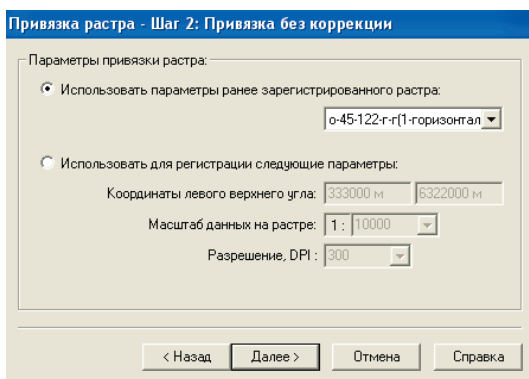 Привязка растра - Шаг 2: Привязка без коррекции
Параметры привязки растра:
Использовать параметры ранее зарегистрированного растра:
о-45-122-г-г(1-горизонтал
Использовать для регистрации следующие параметры:
Координаты левого верхнего угла: 333000 м 6322000 м
Масштаб данных на растре: 1 : 10000
Разрешение, DPI : 300
< Назад Далее > Отмена Справка